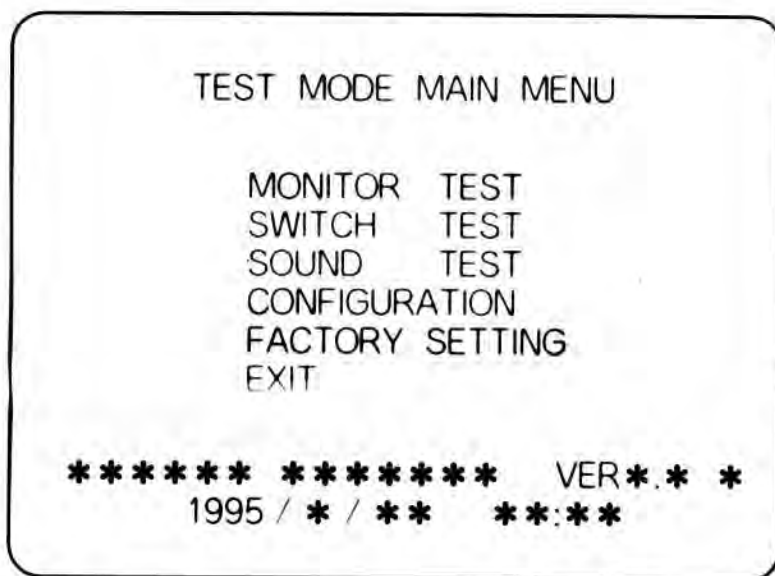 TEST MODE MAIN MENU
MONITOR TEST
SWITCH TEST
SOUND TEST
CONFIGURATION
FACTORY SETTING
EXIT
****** ******* VER*.* *
1995 / * / ** **:**